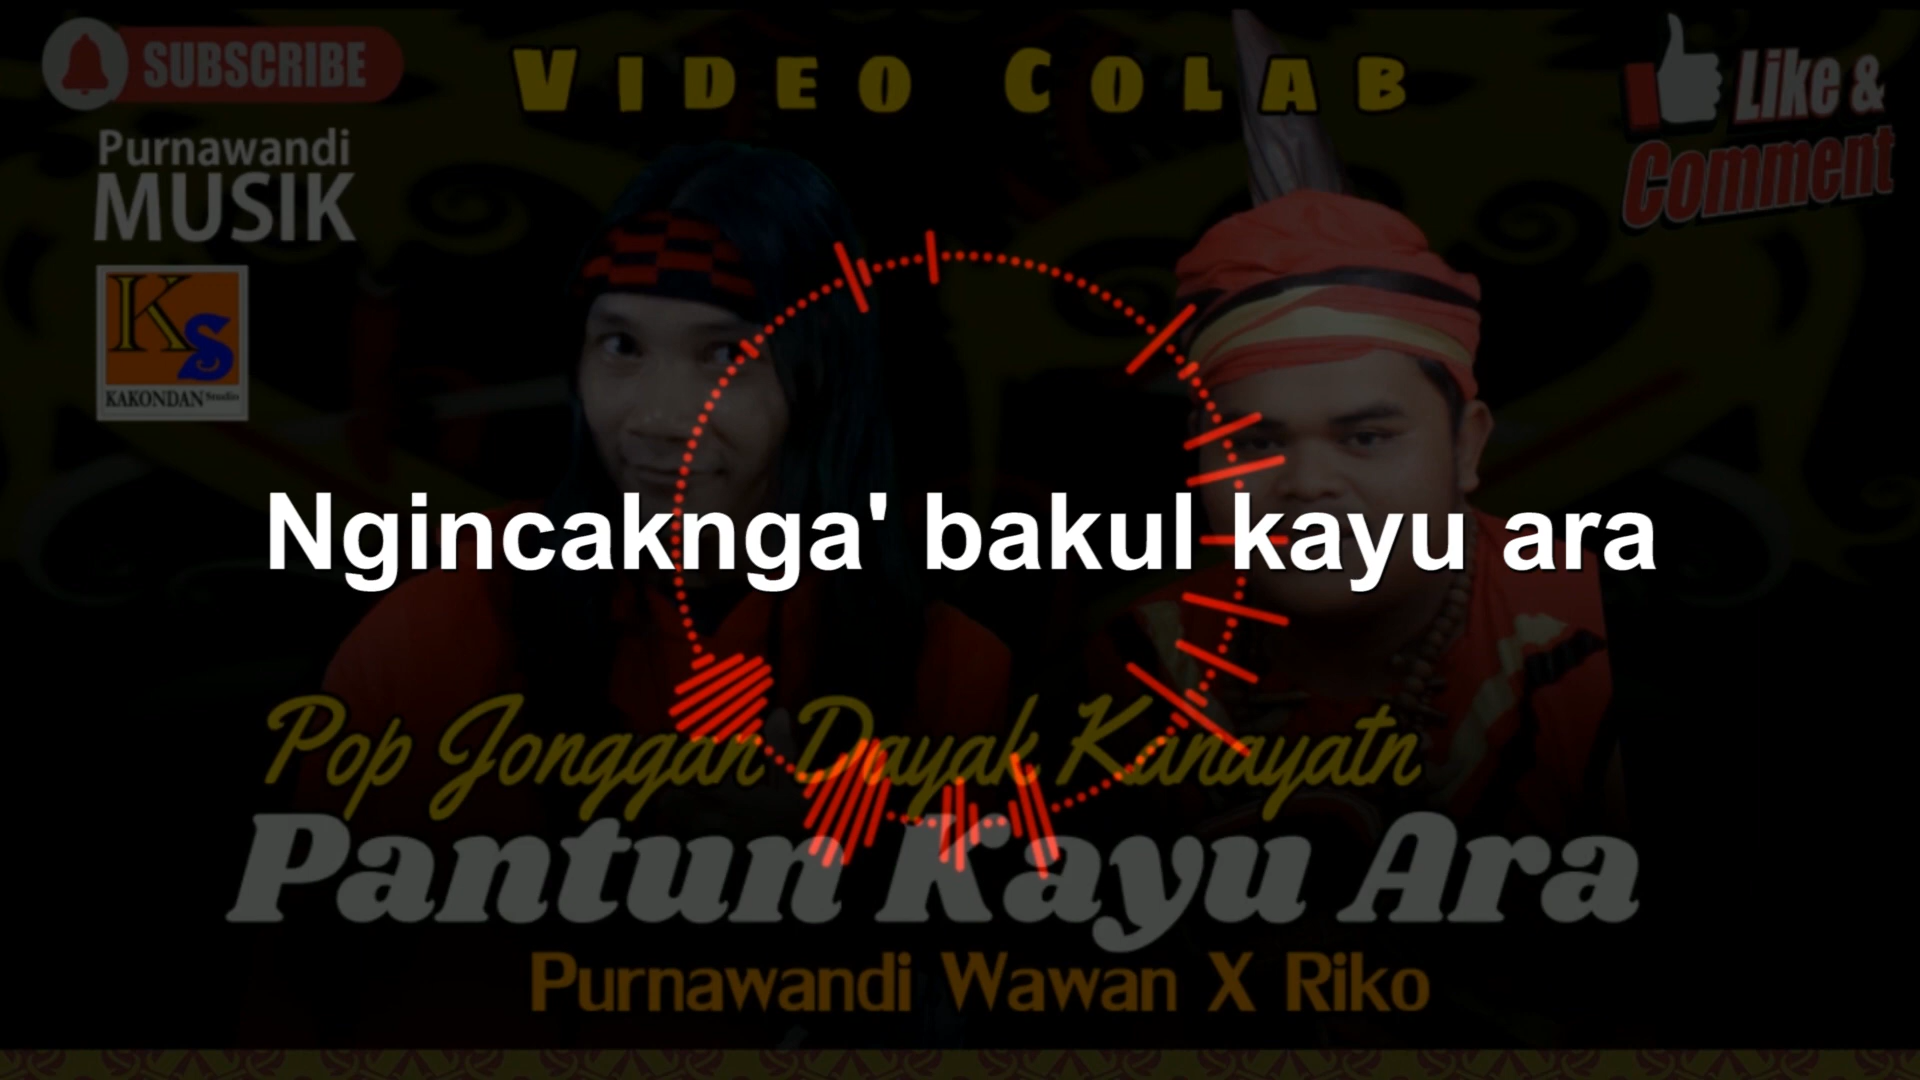 SUBSCRIBE
VIDEO COLAB
Like &
Comment
Purnawandi
MUSIK
KS
KAKONDAN Studio
Ngincaknga' bakul kayu ara
Pop Jonggan Dayak Kanayatn
Pantun Kayu Ara
Purnawandi Wawan X Riko